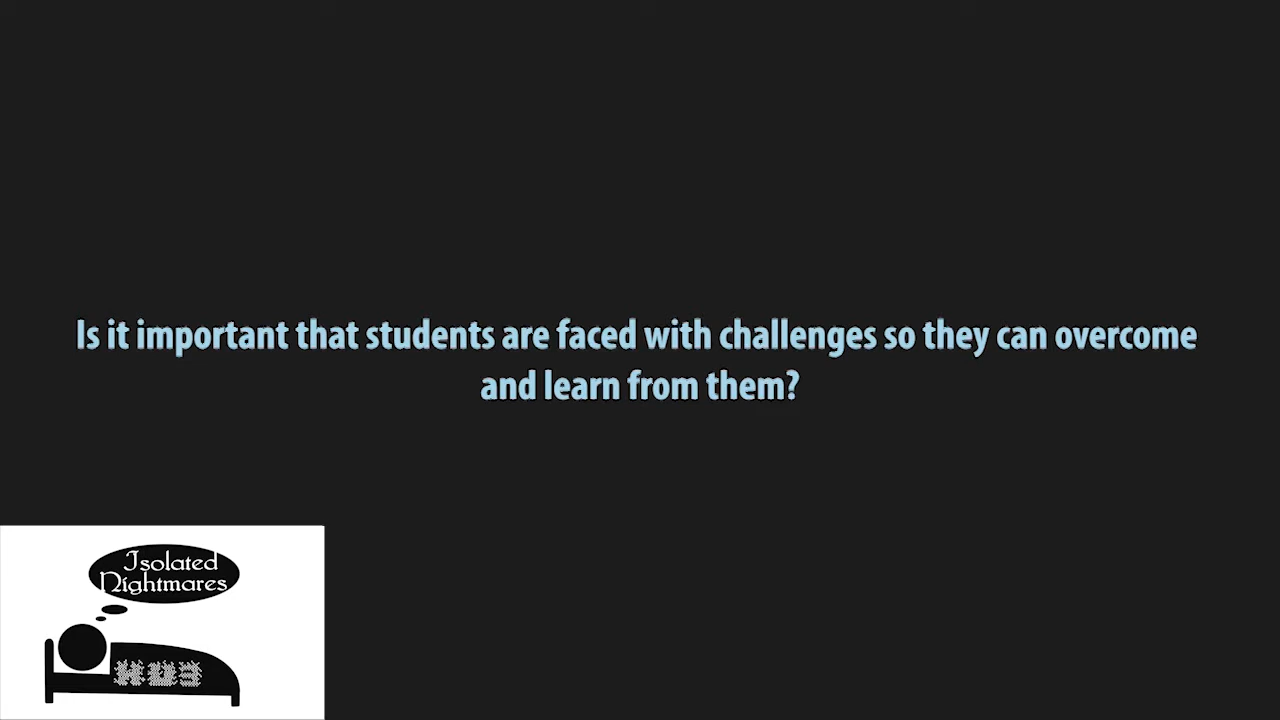 Is it important that students are faced with challenges so they can overcome
and learn from them?
Isolated
Nightmares